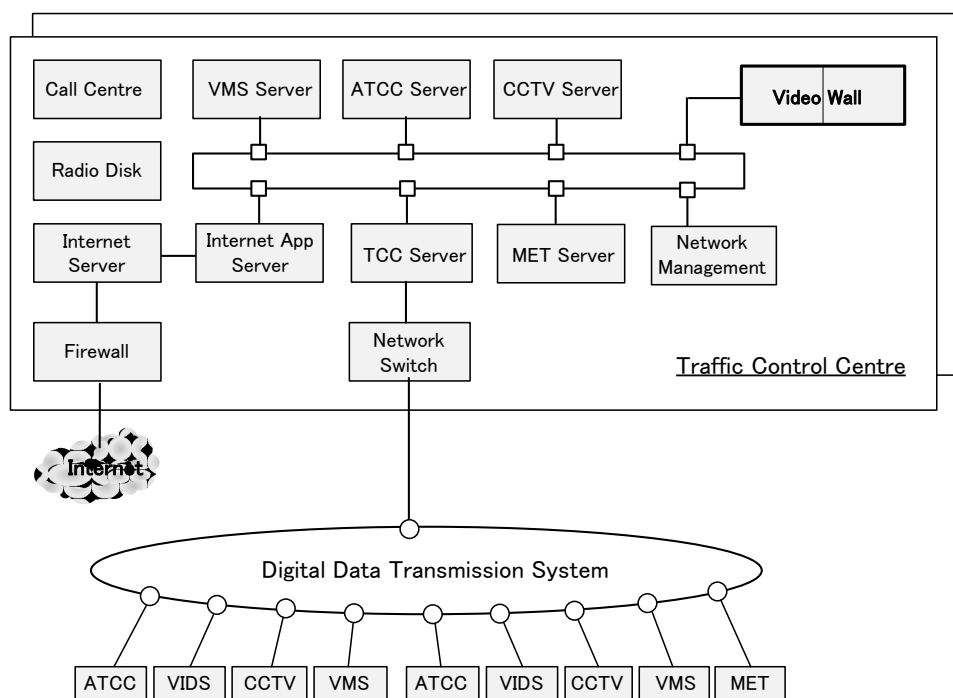 Call Centre
VMS Server
ATCC Server
CCTV Server
Video Wall
Radio Disk
Internet
Server
Internet App
Server
TCC Server
MET Server
Network
Management
Firewall
Network
Switch
Traffic Control Centre
Internet
Digital Data Transmission System
ATCC
VIDS
CCTV
VMS
ATCC
VIDS
CCTV
VMS
MET